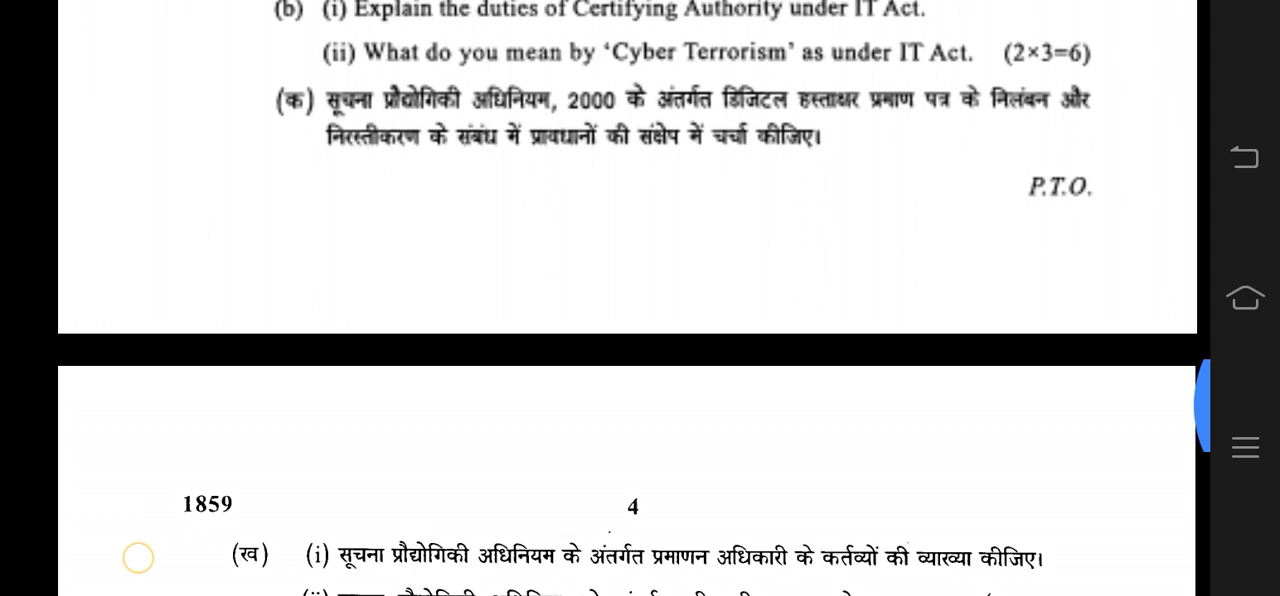 (b) (i) Explain the duties of Certifying Authority under IT Act.
(ii) What do you mean by ‘Cyber Terrorism’ as under IT Act. (2×3=6)
(क) सूचना प्रौद्योगिकी अधिनियम, 2000 के अंतर्गत डिजिटल हस्ताक्षर प्रमाण पत्र के निलंबन और
निरस्तीकरण के संबंध में प्रावधानों की संक्षेप में चर्चा कीजिए।
P.T.O.
1859 4
(ख) (i) सूचना प्रौद्योगिकी अधिनियम के अंतर्गत प्रमाणन अधिकारी के कर्तव्यों की व्याख्या कीजिए।